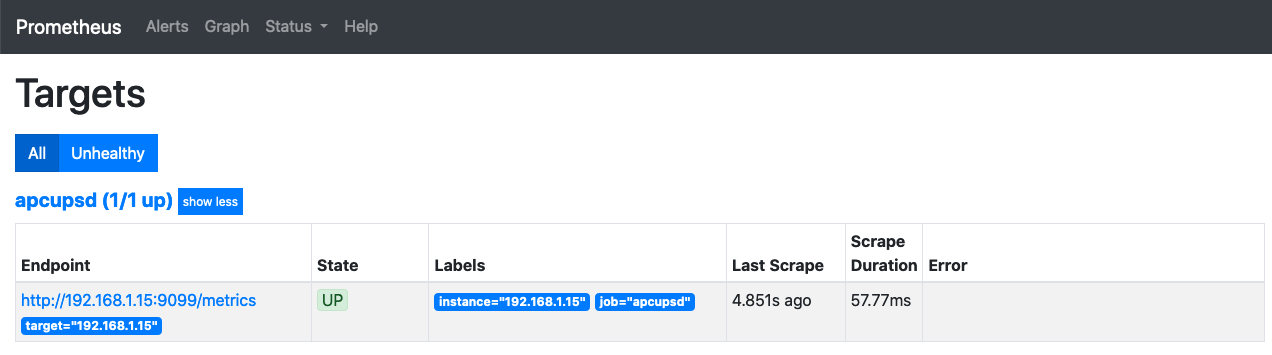 Prometheus Alerts Graph Status Help
Targets
All Unhealthy
apcupsd (1/1 up) show less
Endpoint State Labels Last Scrape Scrape Duration Error
http://192.168.1.15:9099/metrics UP instance="192.168.1.15" job="apcupsd" 4.851s ago 57.77ms
target="192.168.1.15"